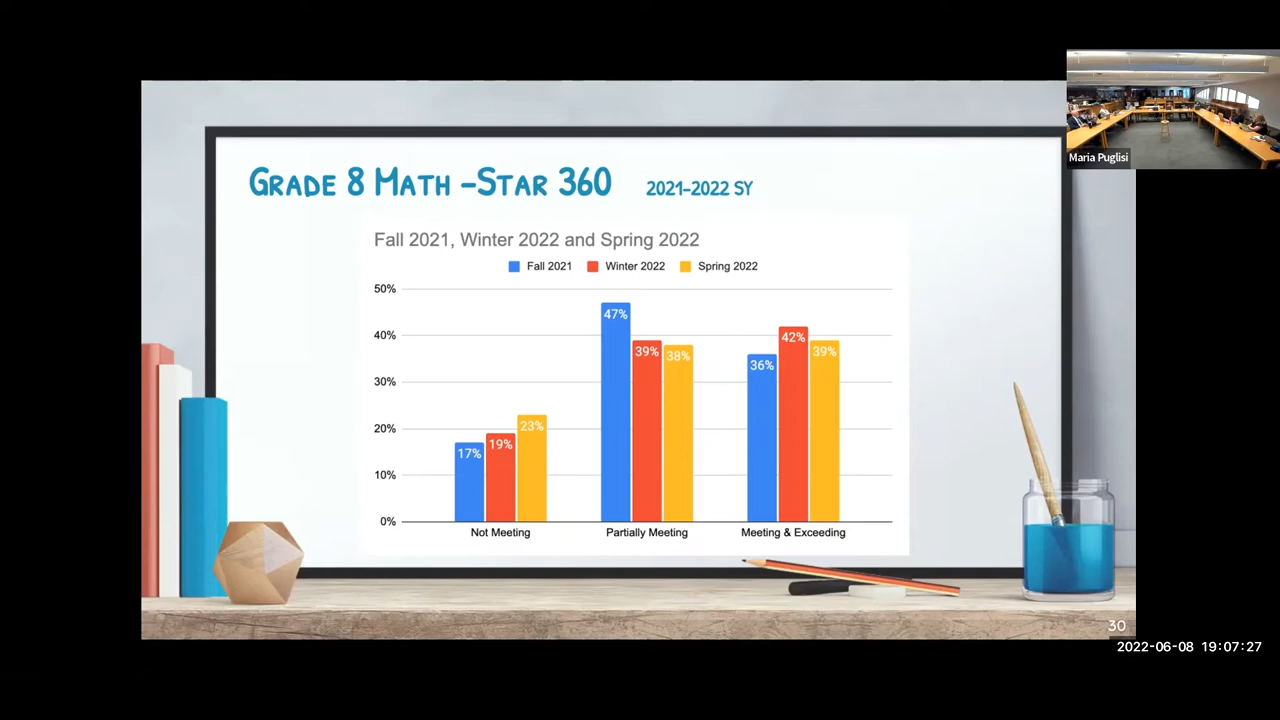 Maria Puglisi
GRADE 8 MATH -STAR 360 2021-2022 SY
Fall 2021, Winter 2022 and Spring 2022
Fall 2021 Winter 2022 Spring 2022
50%
40%
30%
20%
10%
0%
17% 19% 23%
47% 39% 38%
36% 42% 39%
Not Meeting Partially Meeting Meeting & Exceeding
30
2022-06-08 19:07:27